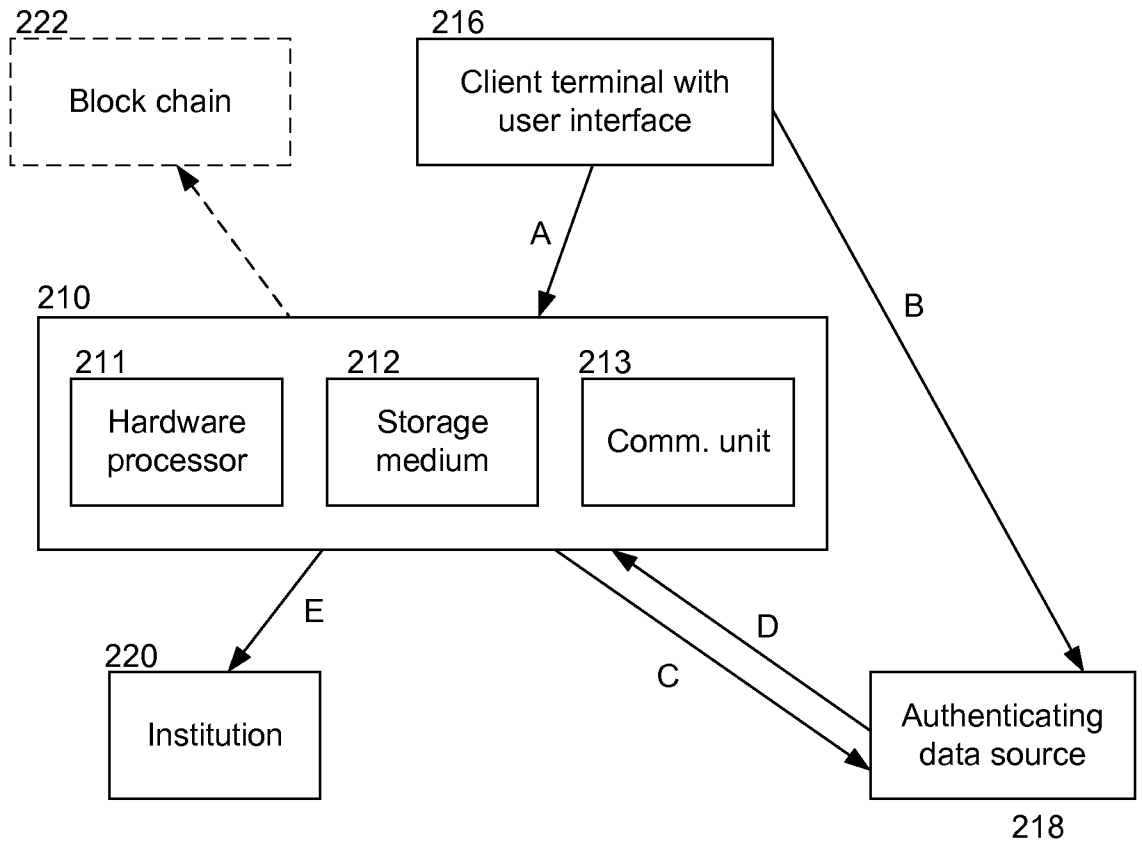 222
Block chain
216
Client terminal with
user interface
A
B
210
211
Hardware
processor
212
Storage
medium
213
Comm. unit
E
D
C
220
Institution
Authenticating
data source
218